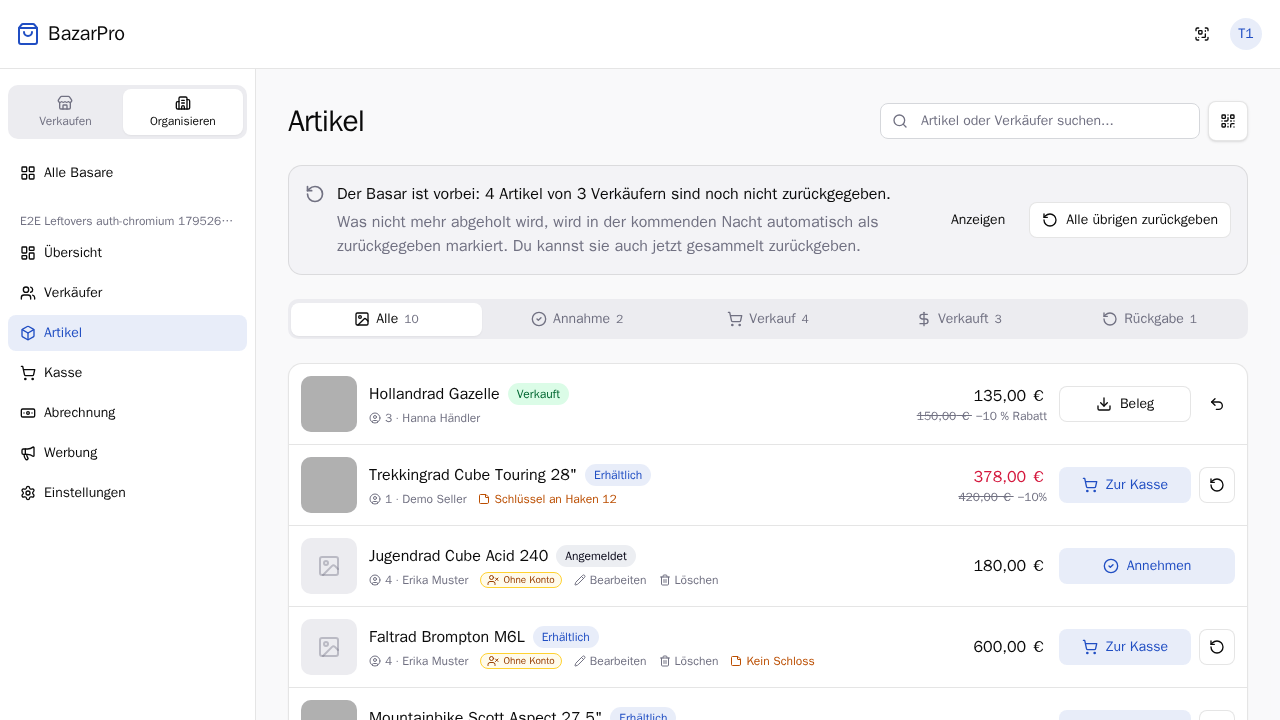 BazarPro
T1
Verkaufen
Organisieren
Alle Basare
E2E Leftovers auth-chromium 179526…
Übersicht
Verkäufer
Artikel
Kasse
Abrechnung
Werbung
Einstellungen
Artikel
Artikel oder Verkäufer suchen...
Der Basar ist vorbei: 4 Artikel von 3 Verkäufern sind noch nicht zurückgegeben.
Was nicht mehr abgeholt wird, wird in der kommenden Nacht automatisch als
zurückgegeben markiert. Du kannst sie auch jetzt gesammelt zurückgeben.
Anzeigen
Alle übrigen zurückgeben
Alle 10
Annahme 2
Verkauf 4
Verkauft 3
Rückgabe 1
Hollandrad Gazelle Verkauft
3 · Hanna Händler
135,00 €
150,00 € −10 % Rabatt
Beleg
Trekkingrad Cube Touring 28" Erhältlich
1 · Demo Seller Schlüssel an Haken 12
378,00 €
420,00 € −10%
Zur Kasse
Jugendrad Cube Acid 240 Angemeldet
4 · Erika Muster Ohne Konto Bearbeiten Löschen
180,00 €
Annehmen
Faltrad Brompton M6L Erhältlich
4 · Erika Muster Ohne Konto Bearbeiten Löschen Kein Schloss
600,00 €
Zur Kasse
Mountainbike Scott Aspect 27.5" Erhältlich